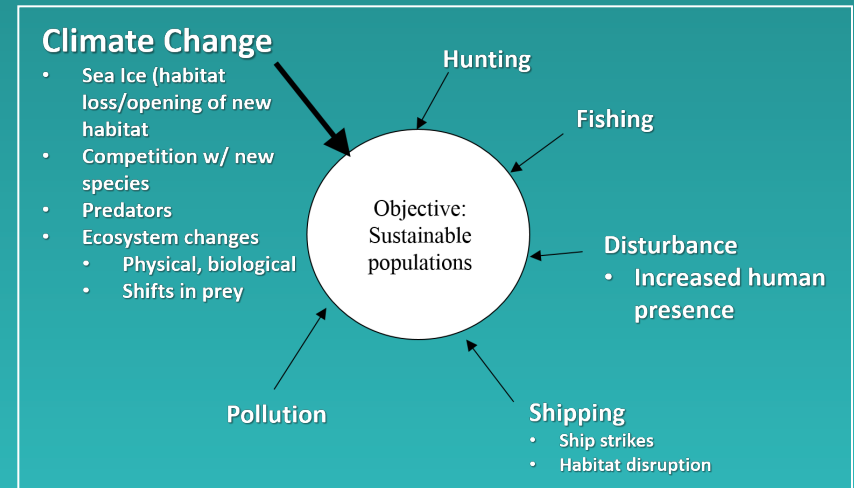 Climate Change
• Sea Ice (habitat
loss/opening of new
habitat
• Competition w/ new
species
• Predators
• Ecosystem changes
• Physical, biological
• Shifts in prey
Hunting
Fishing
Objective:
Sustainable
populations
Disturbance
• Increased human
presence
Pollution
Shipping
• Ship strikes
• Habitat disruption